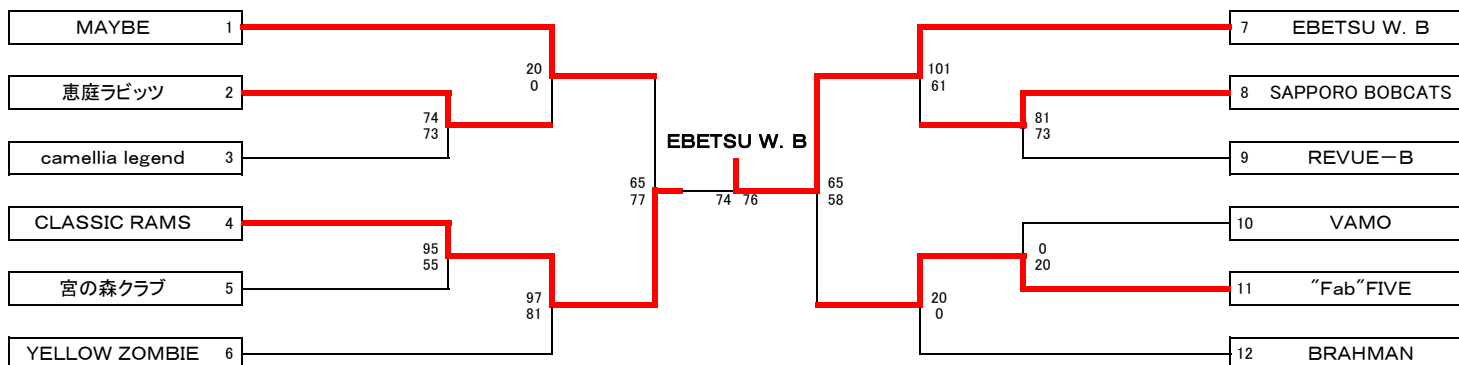 MAYBE 1
20
0
恵庭ラビッツ 2
74
73
camellia legend 3
65
77
CLASSIC RAMS 4
95
55
宮の森クラブ 5
97
81
YELLOW ZOMBIE 6
EBETSU W. B
74 76
7 EBETSU W. B
101
61
8 SAPPORO BOBCATS
81
73
9 REVUE－B
65
58
10 VAMO
0
20
11 "Fab"FIVE
20
0
12 BRAHMAN